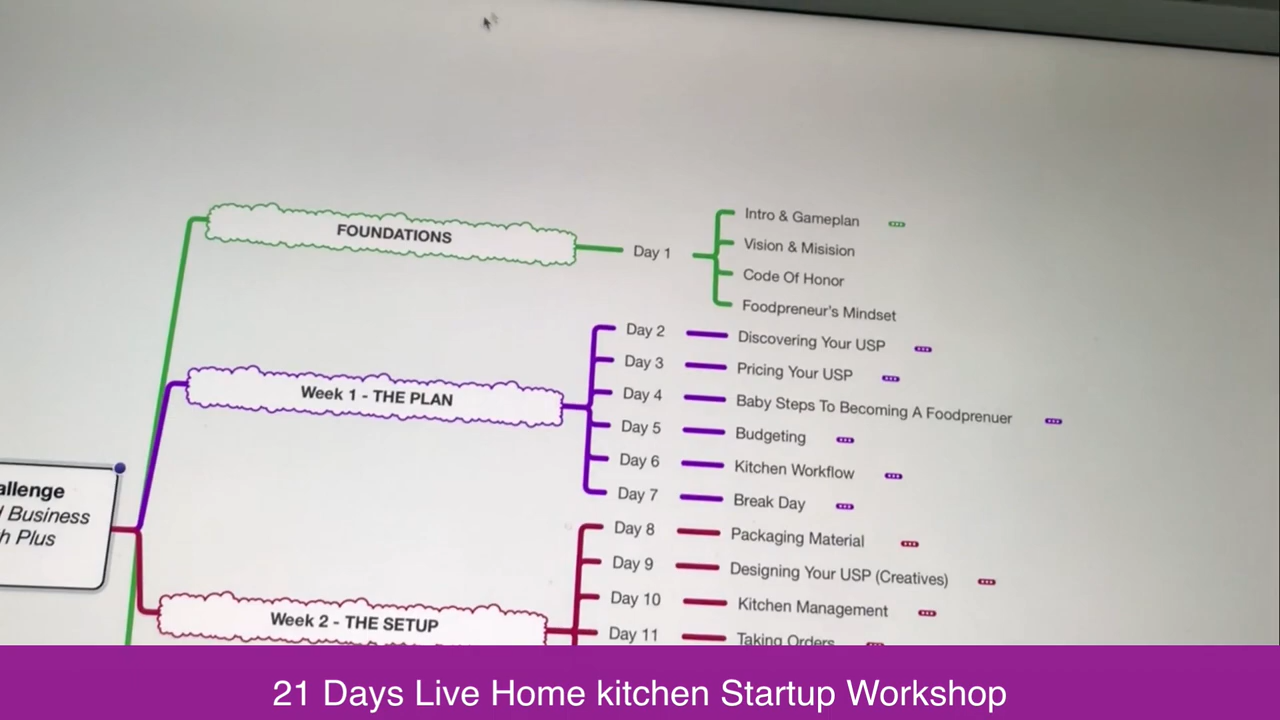 FOUNDATIONS
Day 1
Intro & Gameplan
Vision & Misision
Code Of Honor
Foodpreneur's Mindset
Week 1 - THE PLAN
Day 2
Discovering Your USP
Day 3
Pricing Your USP
Day 4
Baby Steps To Becoming A Foodprenuer
Day 5
Budgeting
Day 6
Kitchen Workflow
Day 7
Break Day
allenge
Business
h Plus
Week 2 - THE SETUP
Day 8
Packaging Material
Day 9
Designing Your USP (Creatives)
Day 10
Kitchen Management
Day 11
Taking Orders
21 Days Live Home kitchen Startup Workshop